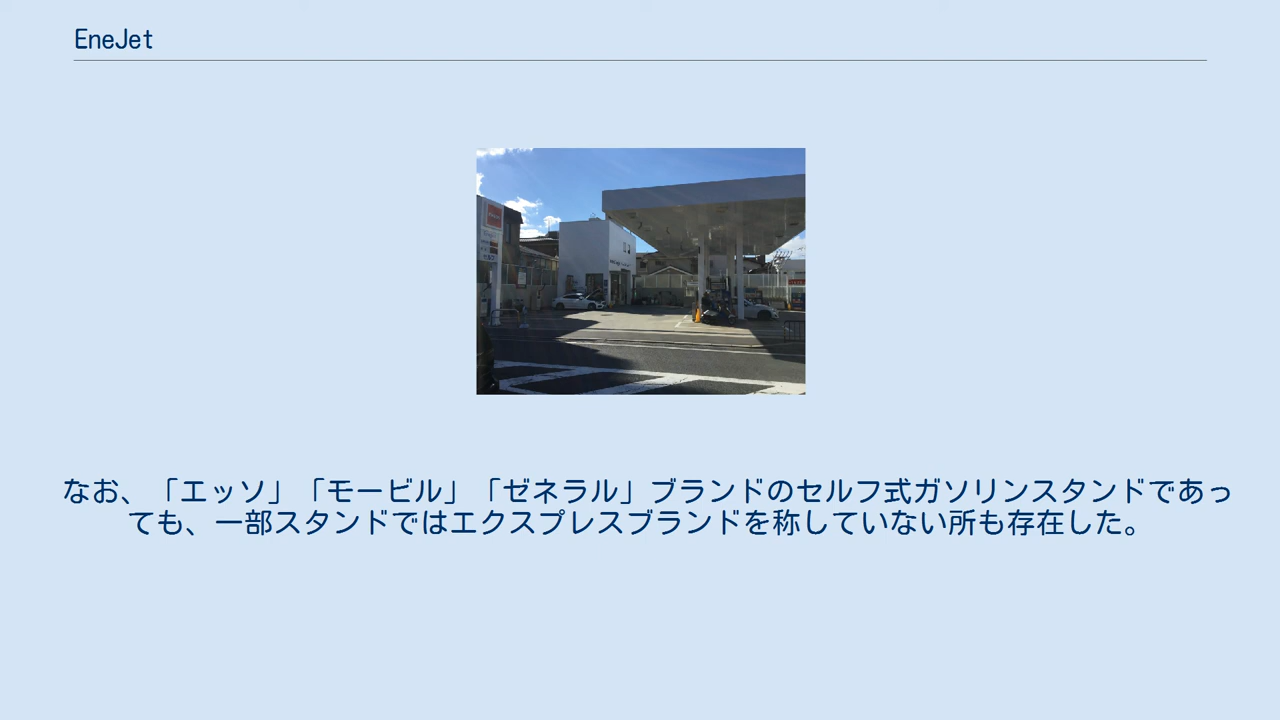 EneJet
なお、「エッソ」「モービル」「ゼネラル」ブランドのセルフ式ガソリンスタンドであっ
ても、一部スタンドではエクスプレスブランドを称していない所も存在した。